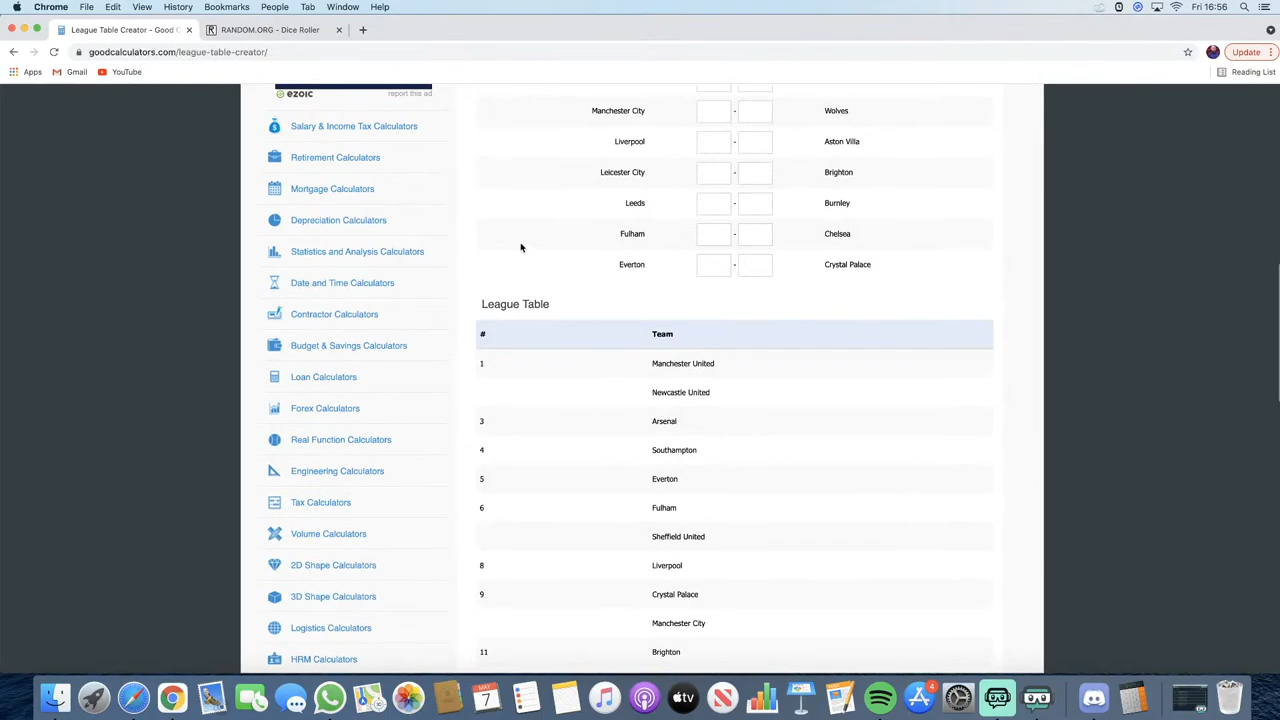 Chrome File Edit View History Bookmarks People Tab Window Help Fri 16:56
League Table Creator - Good C RANDOM.ORG - Dice Roller
goodcalculators.com/league-table-creator/ Update
Apps Gmail YouTube Reading List
ezoic report this ad
Salary & Income Tax Calculators
Retirement Calculators
Mortgage Calculators
Depreciation Calculators
Statistics and Analysis Calculators
Date and Time Calculators
Contractor Calculators
Budget & Savings Calculators
Loan Calculators
Forex Calculators
Real Function Calculators
Engineering Calculators
Tax Calculators
Volume Calculators
2D Shape Calculators
3D Shape Calculators
Logistics Calculators
HRM Calculators
Manchester City - Wolves
Liverpool - Aston Villa
Leicester City - Brighton
Leeds - Burnley
Fulham - Chelsea
Everton - Crystal Palace
League Table
# Team
1 Manchester United
Newcastle United
3 Arsenal
4 Southampton
5 Everton
6 Fulham
Sheffield United
8 Liverpool
9 Crystal Palace
Manchester City
11 Brighton
MAY
7
tv
4